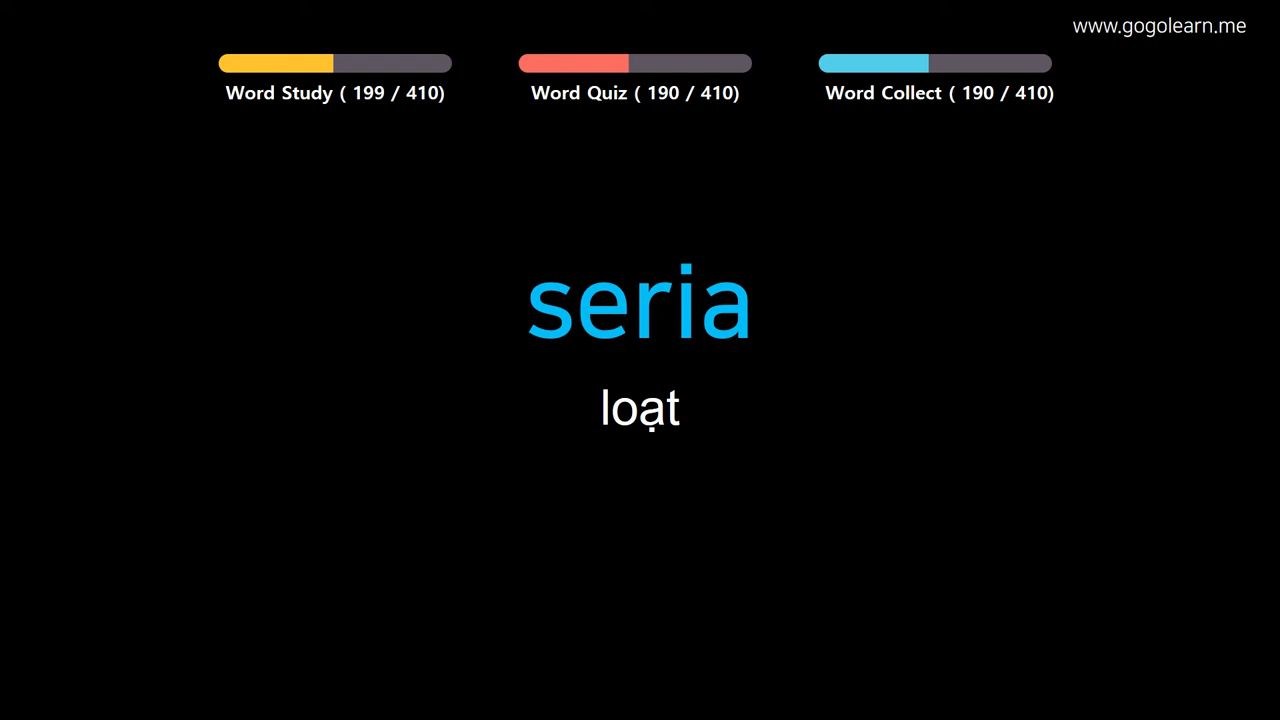 www.gogolearn.me
Word Study ( 199 / 410)
Word Quiz ( 190 / 410)
Word Collect ( 190 / 410)
seria
loạt